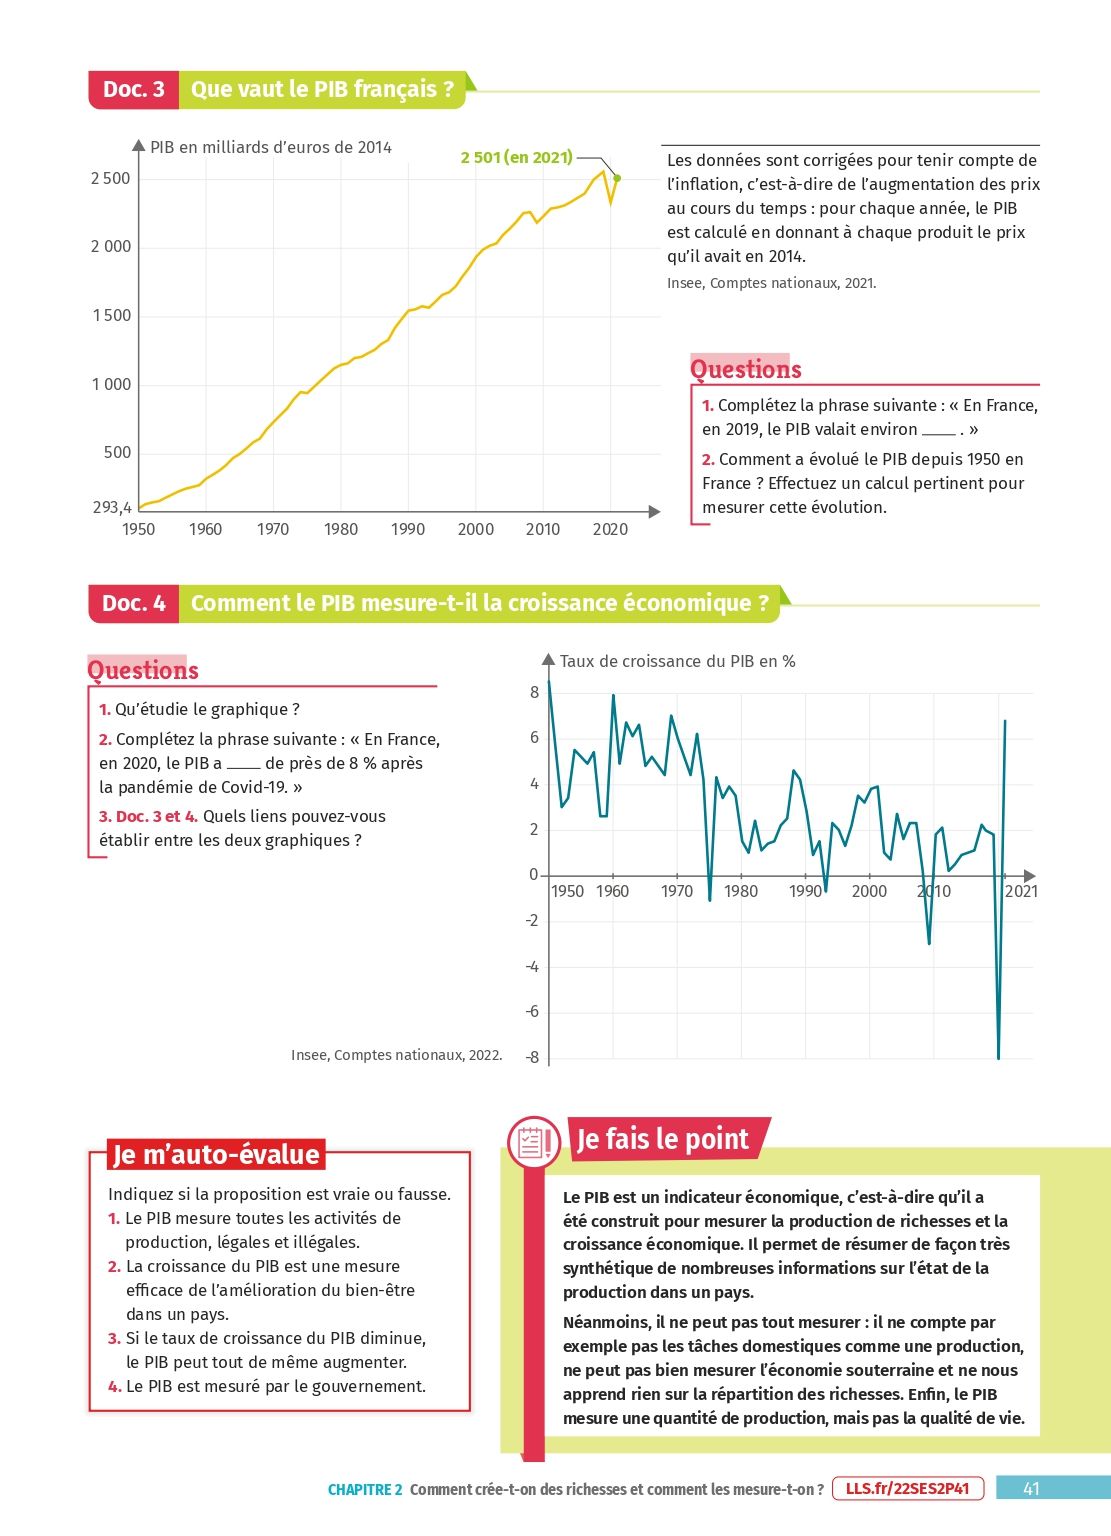 Doc. 3 Que vaut le PIB français ?
PIB en milliards d’euros de 2014
2 501 (en 2021)
2 500
2 000
1 500
1 000
500
293,4
1950 1960 1970 1980 1990 2000 2010 2020
Les données sont corrigées pour tenir compte de
l’inflation, c’est-à-dire de l’augmentation des prix
au cours du temps : pour chaque année, le PIB
est calculé en donnant à chaque produit le prix
qu’il avait en 2014.
Insee, Comptes nationaux, 2021.
Questions
1. Complétez la phrase suivante : « En France,
en 2019, le PIB valait environ ____ . »
2. Comment a évolué le PIB depuis 1950 en
France ? Effectuez un calcul pertinent pour
mesurer cette évolution.
Doc. 4 Comment le PIB mesure-t-il la croissance économique ?
Questions
1. Qu’étudie le graphique ?
2. Complétez la phrase suivante : « En France,
en 2020, le PIB a ____ de près de 8 % après
la pandémie de Covid-19. »
3. Doc. 3 et 4. Quels liens pouvez-vous
établir entre les deux graphiques ?
Insee, Comptes nationaux, 2022.
Taux de croissance du PIB en %
8
6
4
2
0
1950 1960 1970 1980 1990 2000 2010 2021
-2
-4
-6
-8
Je m’auto-évalue
Indiquez si la proposition est vraie ou fausse.
1. Le PIB mesure toutes les activités de
production, légales et illégales.
2. La croissance du PIB est une mesure
efficace de l’amélioration du bien-être
dans un pays.
3. Si le taux de croissance du PIB diminue,
le PIB peut tout de même augmenter.
4. Le PIB est mesuré par le gouvernement.
Je fais le point
Le PIB est un indicateur économique, c’est-à-dire qu’il a
été construit pour mesurer la production de richesses et la
croissance économique. Il permet de résumer de façon très
synthétique de nombreuses informations sur l’état de la
production dans un pays.
Néanmoins, il ne peut pas tout mesurer : il ne compte par
exemple pas les tâches domestiques comme une production,
ne peut pas bien mesurer l’économie souterraine et ne nous
apprend rien sur la répartition des richesses. Enfin, le PIB
mesure une quantité de production, mais pas la qualité de vie.
CHAPITRE 2 Comment crée-t-on des richesses et comment les mesure-t-on ? LLS.fr/22SES2P41 41